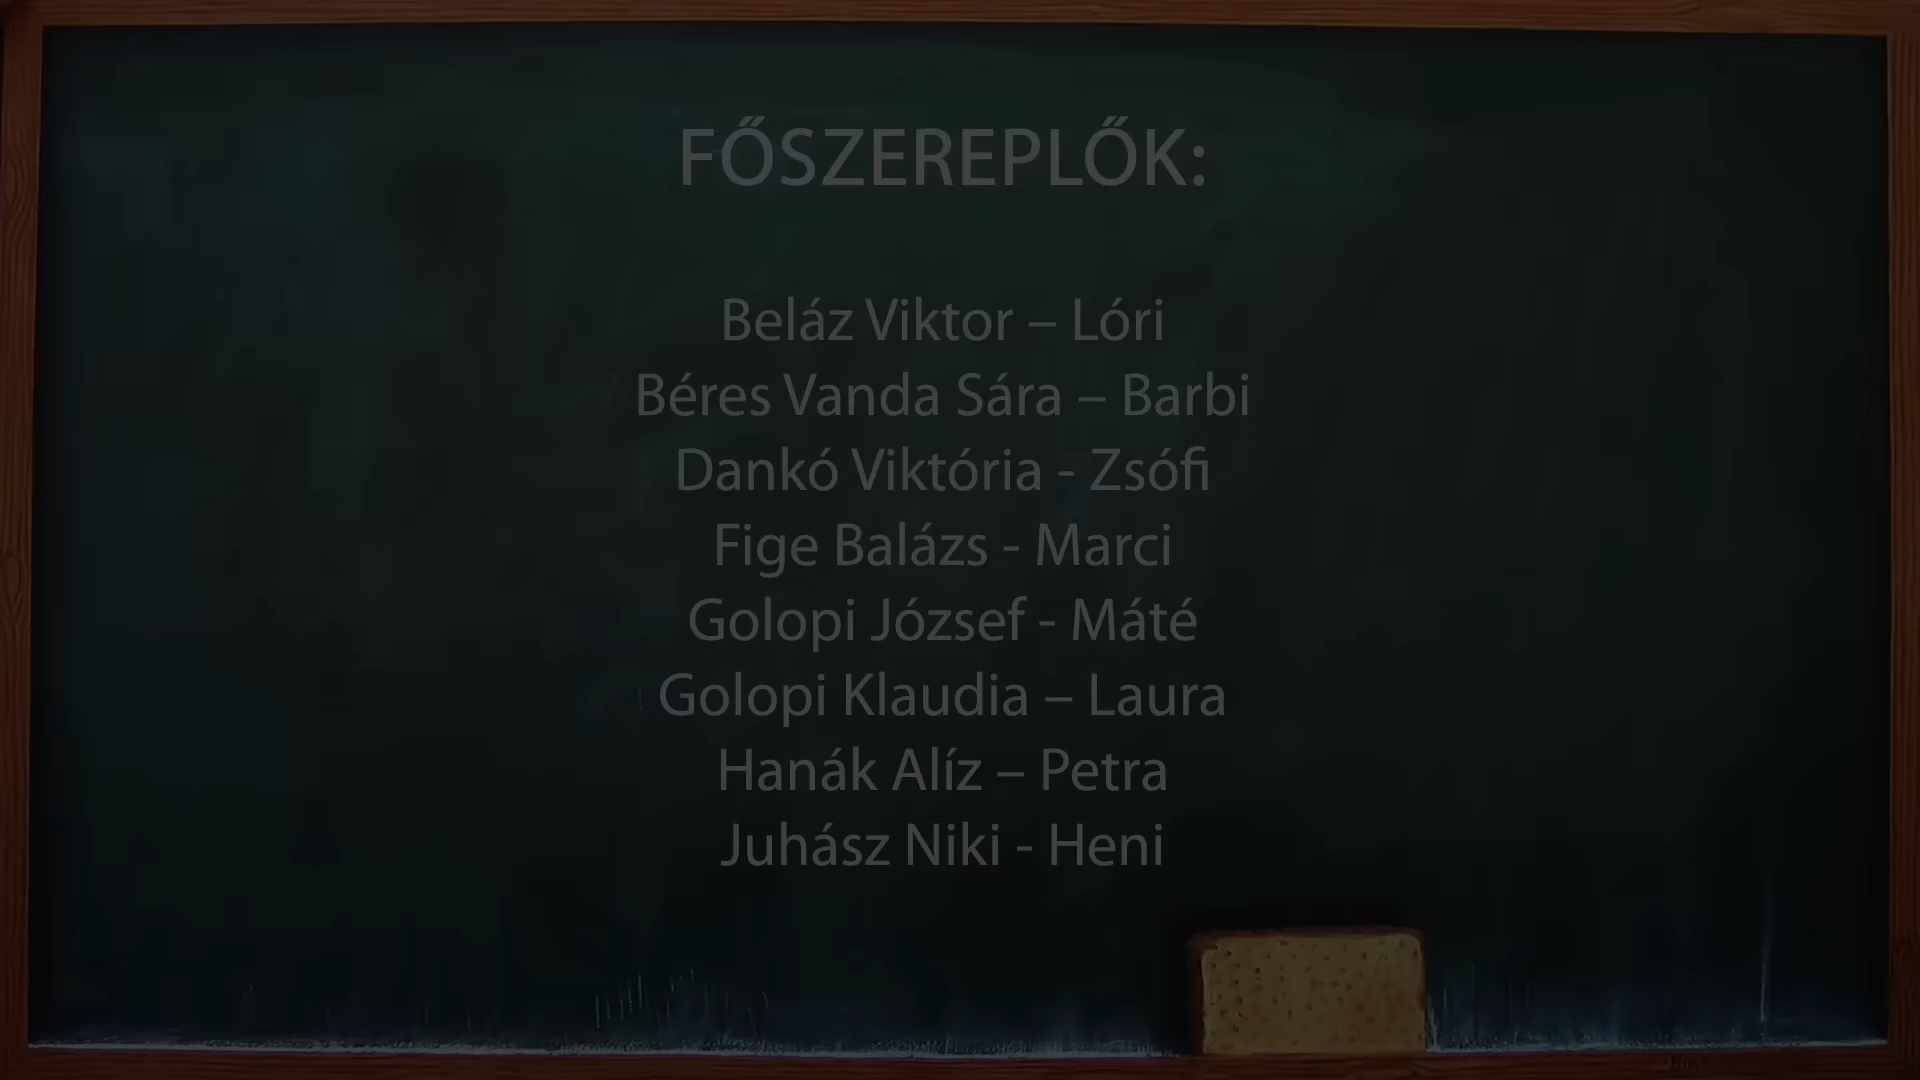 FŐSZEREPLŐK:
Beláz Viktor – Lóri
Béres Vanda Sára – Barbi
Dankó Viktória - Zsófi
Fige Balázs - Marci
Golopi József - Máté
Golopi Klaudia – Laura
Hanák Alíz – Petra
Juhász Niki - Heni